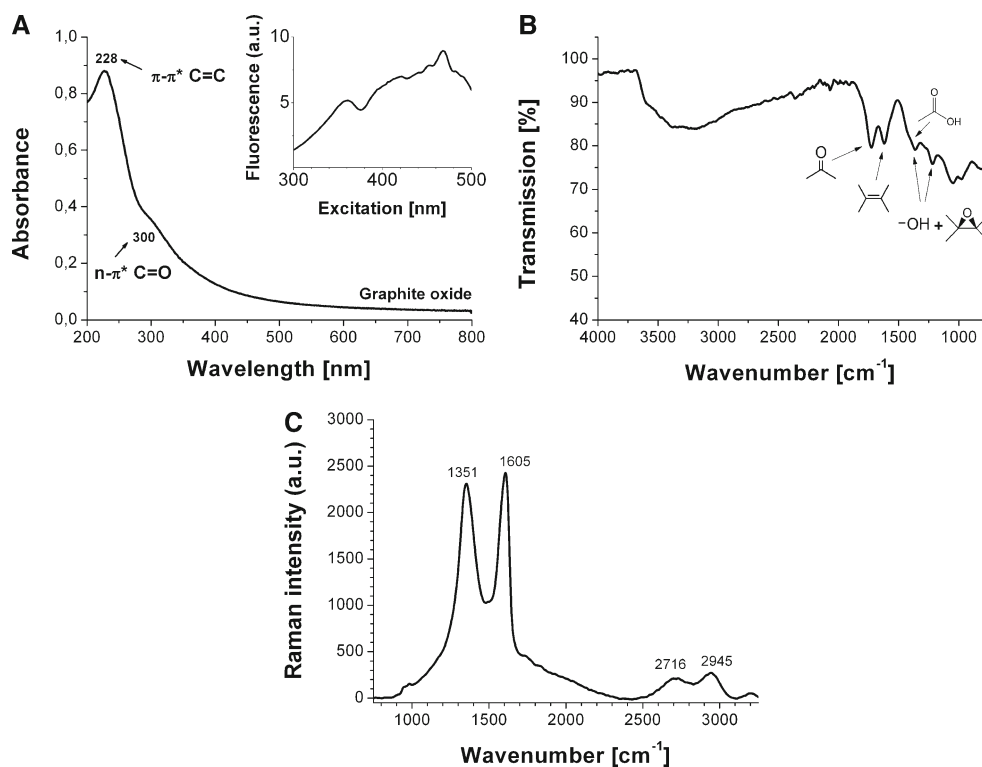 A
Absorbance
1,0
0,8
0,6
0,4
0,2
0,0
228
π-π* C=C
300
n-π* C=O
Graphite oxide
200 300 400 500 600 700 800
Wavelength [nm]
Fluorescence (a.u.)
10
5
300 400 500
Excitation [nm]
B
Transmission [%]
100
90
80
70
60
50
40
O
O
OH
–OH +
O
4000 3500 3000 2500 2000 1500 1000
Wavenumber [cm⁻¹]
C
Raman intensity (a.u.)
3000
2500
2000
1500
1000
500
0
1351
1605
2716
2945
1000 1500 2000 2500 3000
Wavenumber [cm⁻¹]